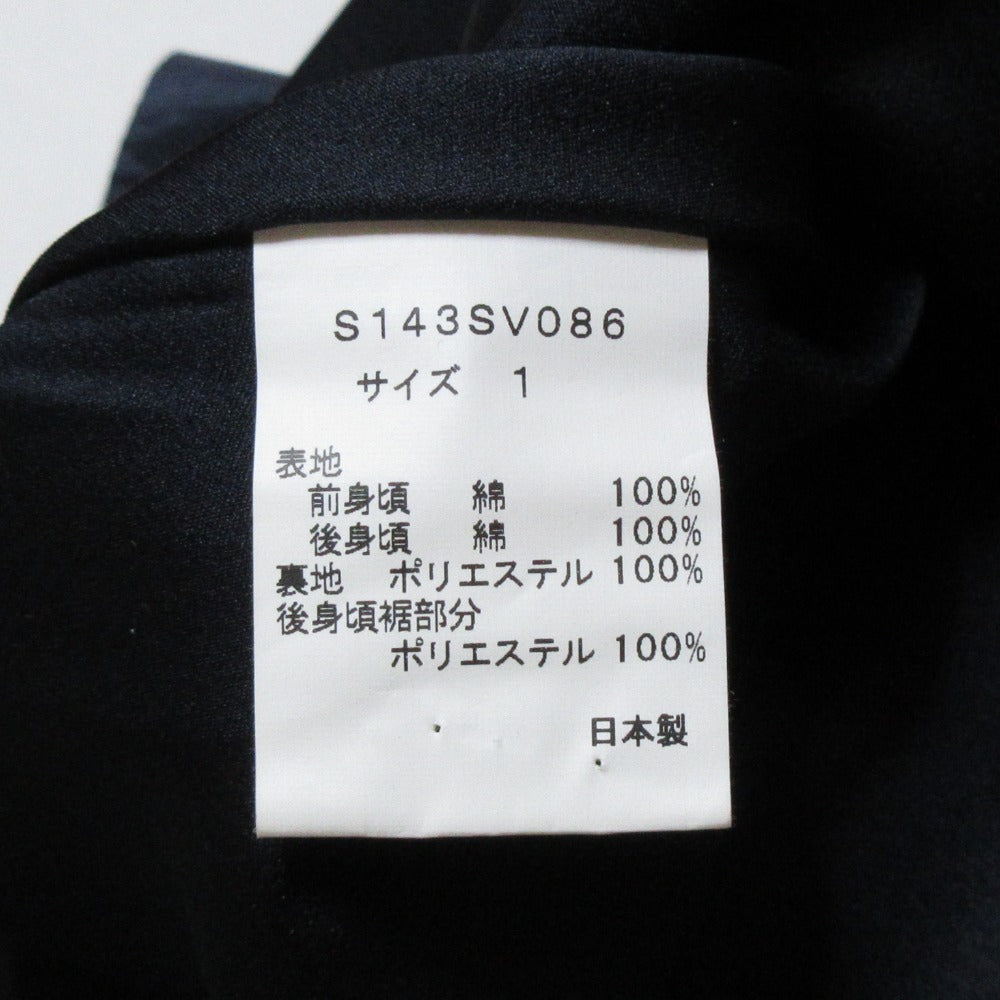 S143SV086
サイズ 1
表地
前身頃 綿 100%
後身頃 綿 100%
裏地 ポリエステル 100%
後身頃裾部分
ポリエステル 100%
日本製